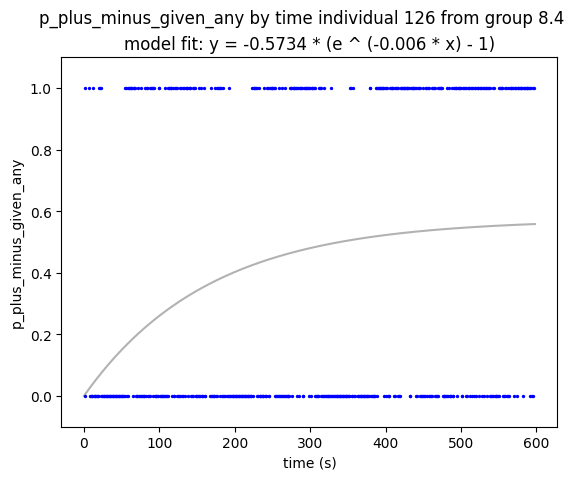 p_plus_minus_given_any by time individual 126 from group 8.4
model fit: y = -0.5734 * (e ^ (-0.006 * x) - 1)
1.0
0.8
0.6
0.4
0.2
0.0
p_plus_minus_given_any
0 100 200 300 400 500 600
time (s)